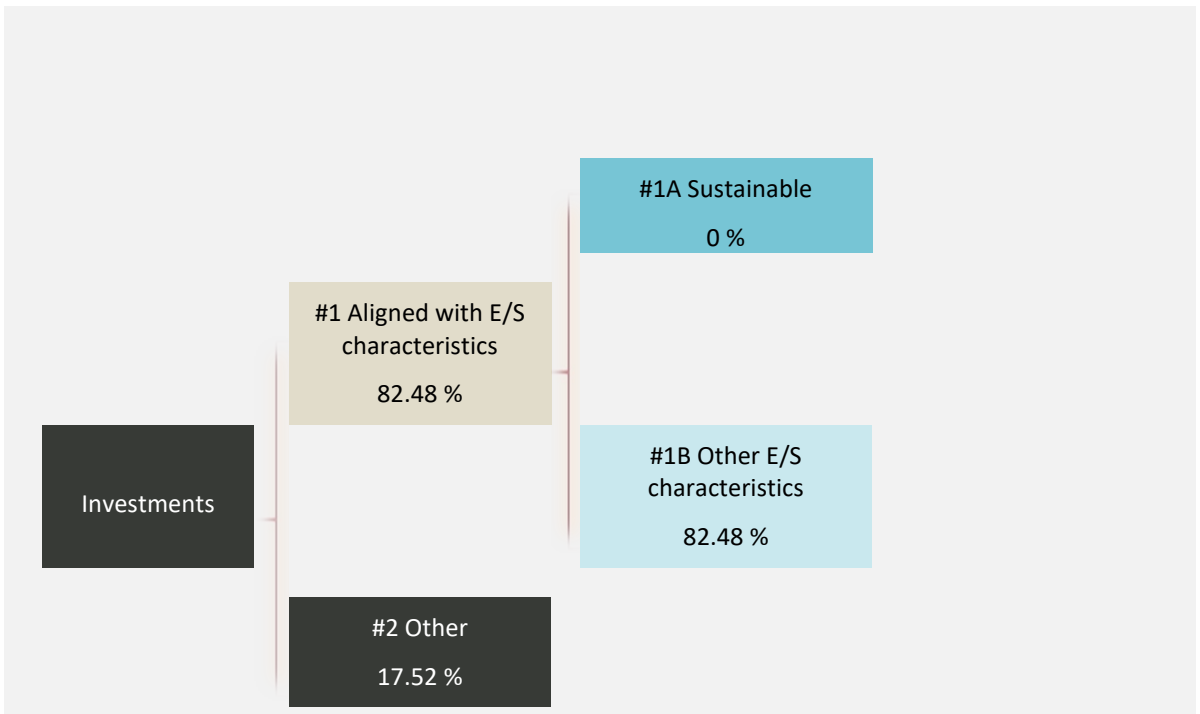 #1A Sustainable
0 %
#1 Aligned with E/S
characteristics
82.48 %
Investments
#1B Other E/S
characteristics
82.48 %
#2 Other
17.52 %